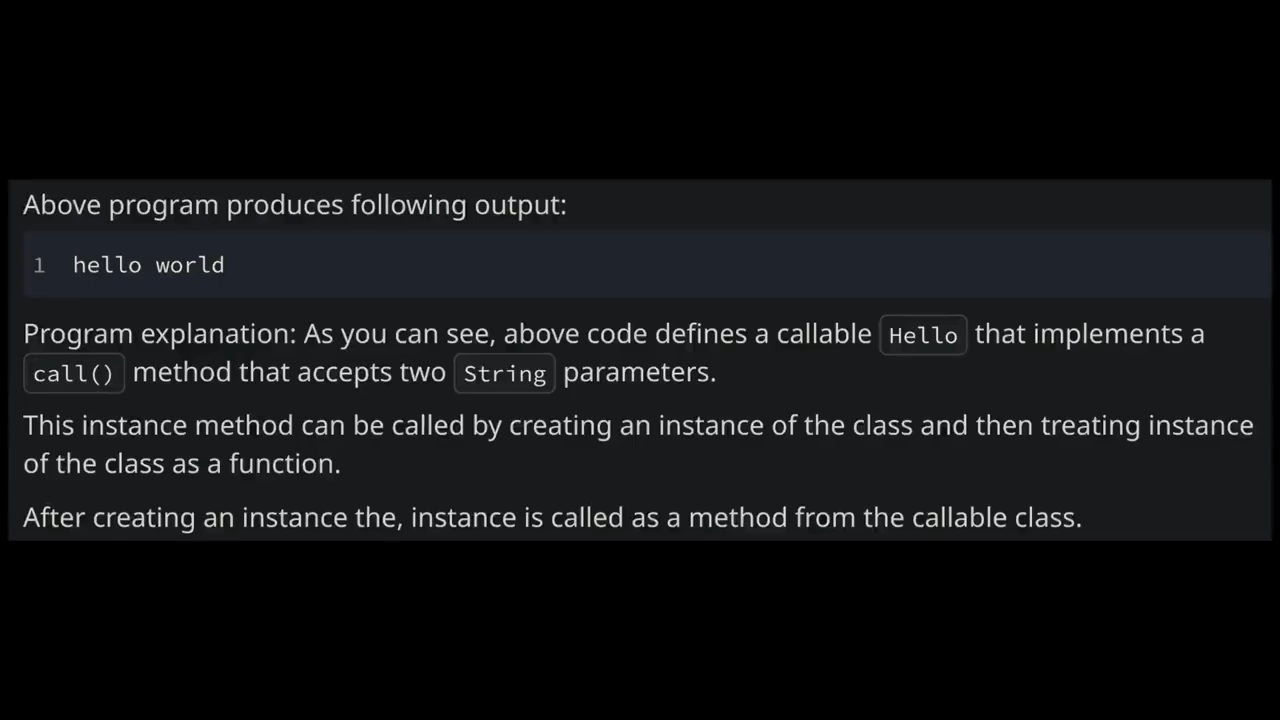 Above program produces following output:
1 hello world
Program explanation: As you can see, above code defines a callable Hello that implements a
call() method that accepts two String parameters.
This instance method can be called by creating an instance of the class and then treating instance
of the class as a function.
After creating an instance the, instance is called as a method from the callable class.